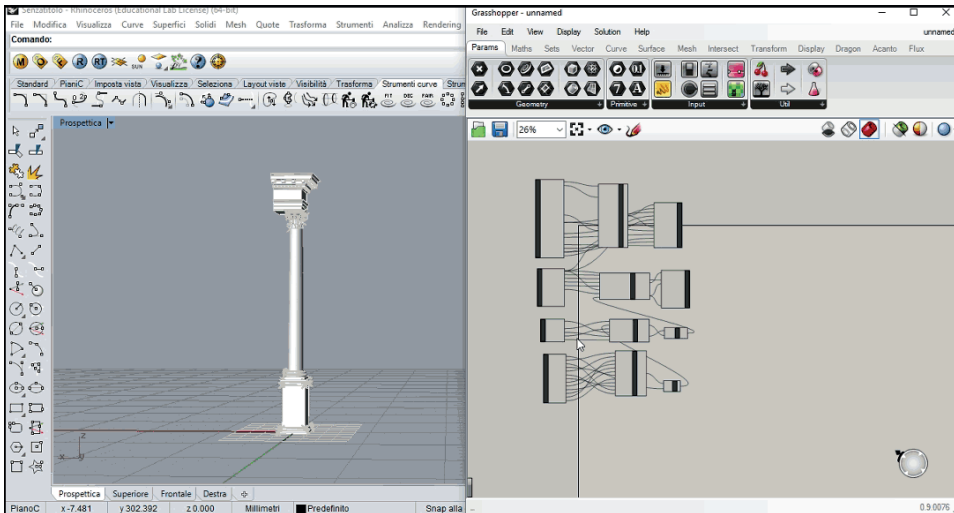 Senzatitolo - Rhinoceros (Educational Lab License) (64-bit)
File Modifica Visualizza Curve Superfici Solidi Mesh Quote Trasforma Strumenti Analizza Rendering
Comando:
Standard PianiC Imposta vista Visualizza Seleziona Layout viste Visibilità Trasforma Strumenti curve Strun
Prospettica
z
x y
Prospettica Superiore Frontale Destra
PianoC x -7.481 y 302.392 z 0.000 Millimetri Predefinito Snap alla
Grasshopper - unnamed
File Edit View Display Solution Help unnamed
Params Maths Sets Vector Curve Surface Mesh Intersect Transform Display Dragon Acanto Flux
Geometry Primitive Input Util
26%
0.9.0076